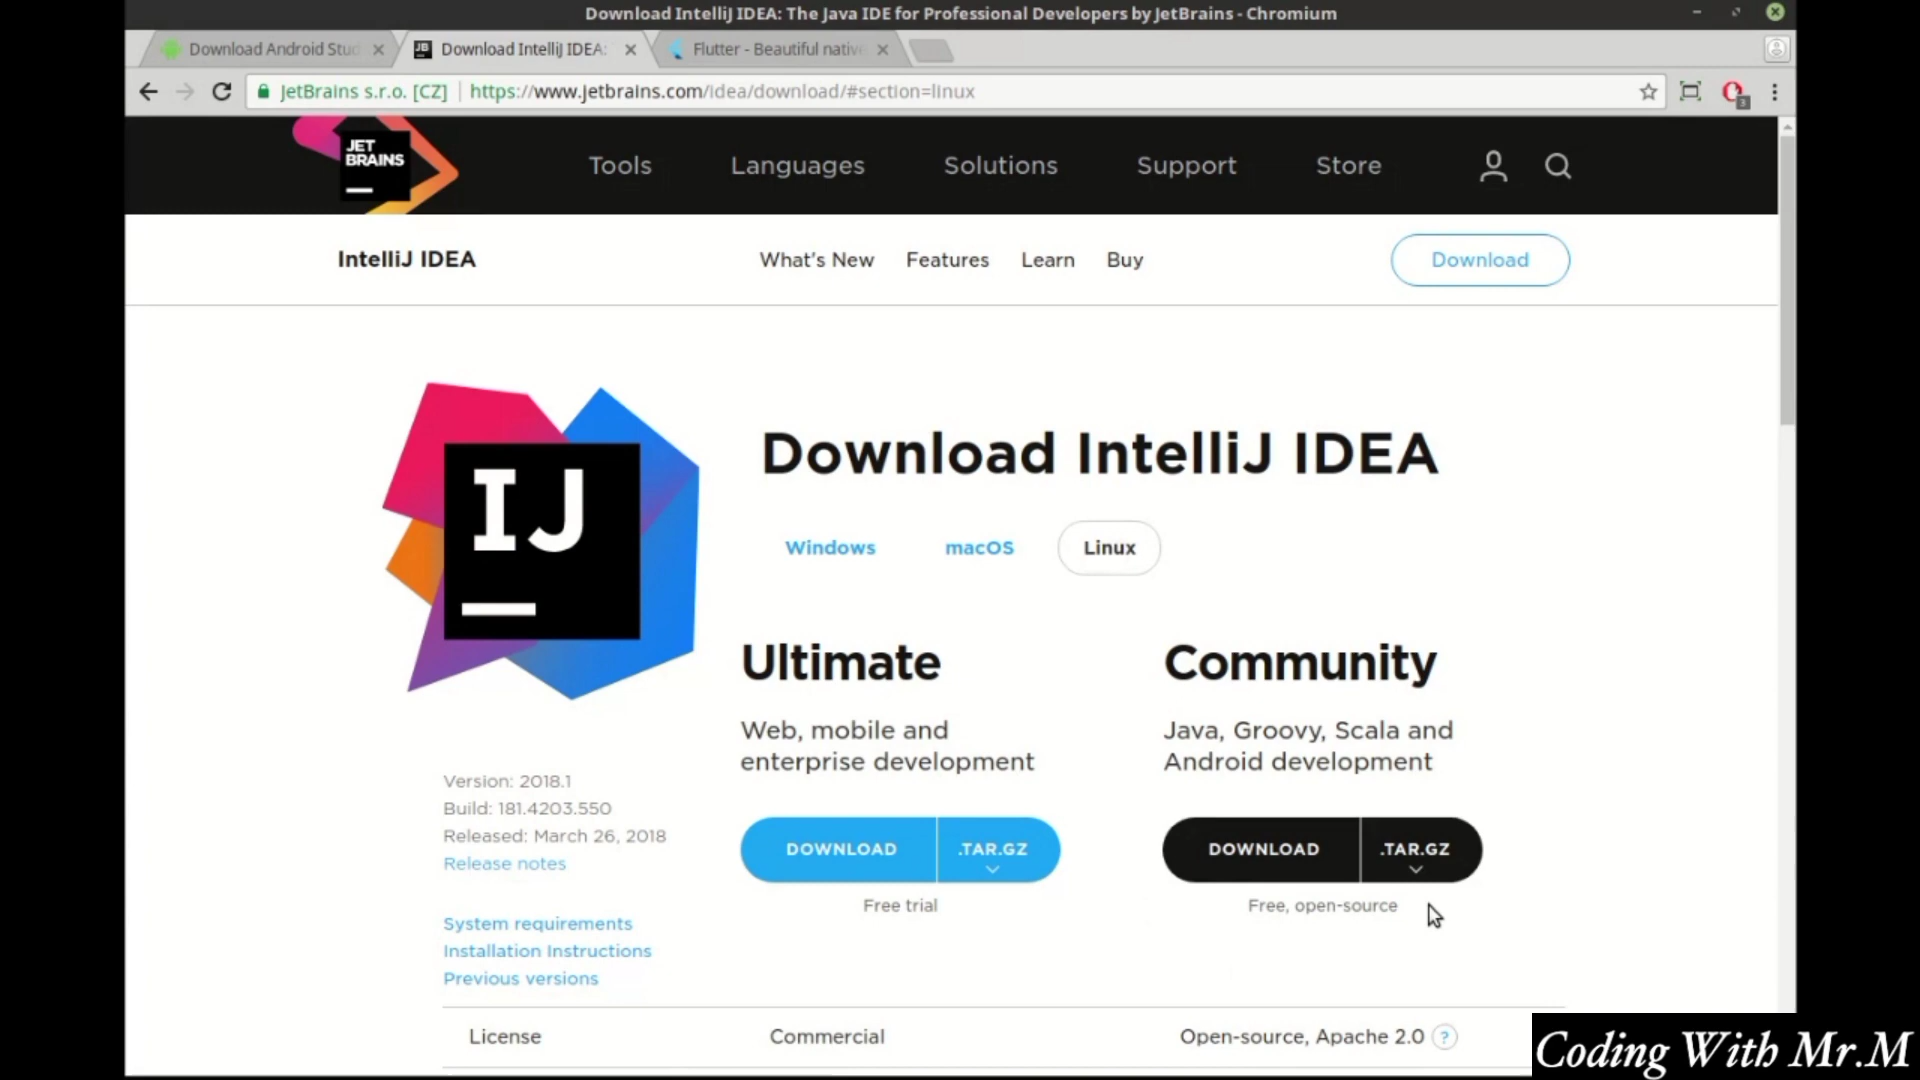 Download IntelliJ IDEA: The Java IDE for Professional Developers by JetBrains - Chromium
Download Android Stud
Download IntelliJ IDEA:
Flutter - Beautiful native
JetBrains s.r.o. [CZ]
https://www.jetbrains.com/idea/download/#section=linux
3
JET
BRAINS
Tools
Languages
Solutions
Support
Store
IntelliJ IDEA
What's New
Features
Learn
Buy
Download
IJ
Download IntelliJ IDEA
Windows
macOS
Linux
Ultimate
Web, mobile and
enterprise development
DOWNLOAD
.TAR.GZ
Free trial
Community
Java, Groovy, Scala and
Android development
DOWNLOAD
.TAR.GZ
Free, open-source
Version: 2018.1
Build: 181.4203.550
Released: March 26, 2018
Release notes
System requirements
Installation Instructions
Previous versions
License
Commercial
Open-source, Apache 2.0 ?
Coding With Mr.M